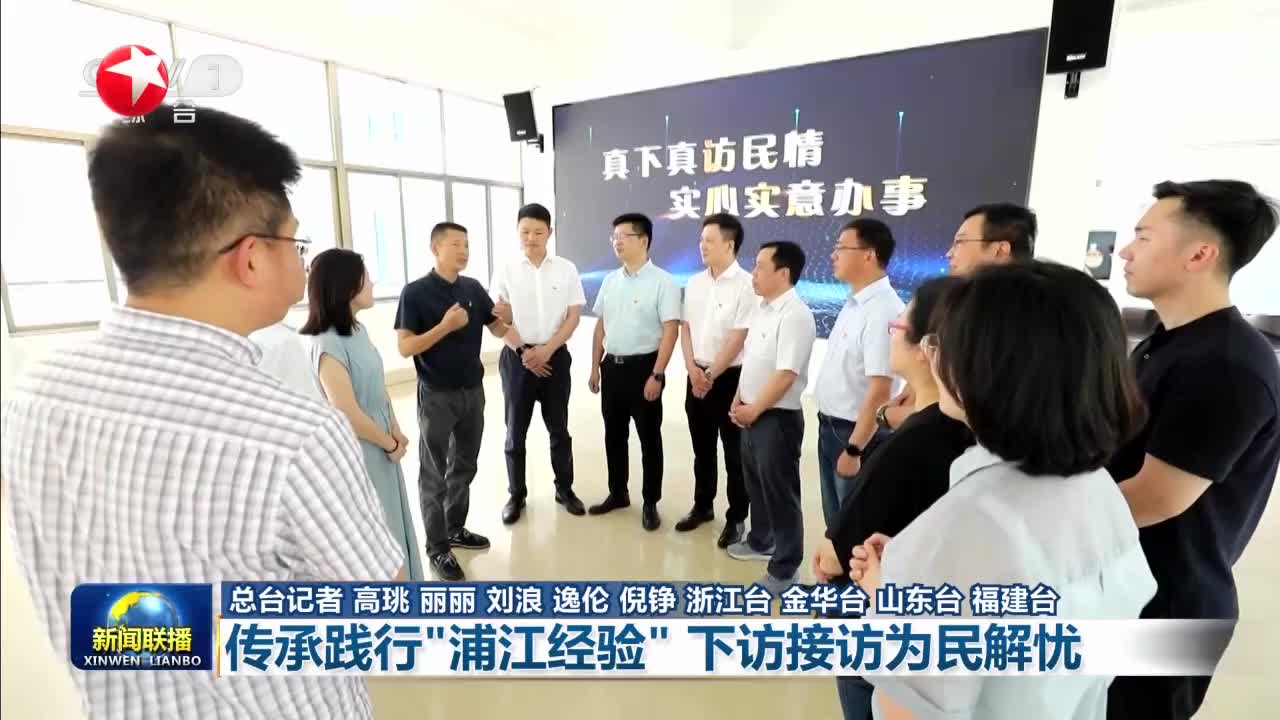 1
综合
真下真访民情
实心实意办事
总台记者 高珧 丽丽 刘浪 逸伦 倪铮 浙江台 金华台 山东台 福建台
新闻联播
XINWEN LIANBO
传承践行"浦江经验" 下访接访为民解忧